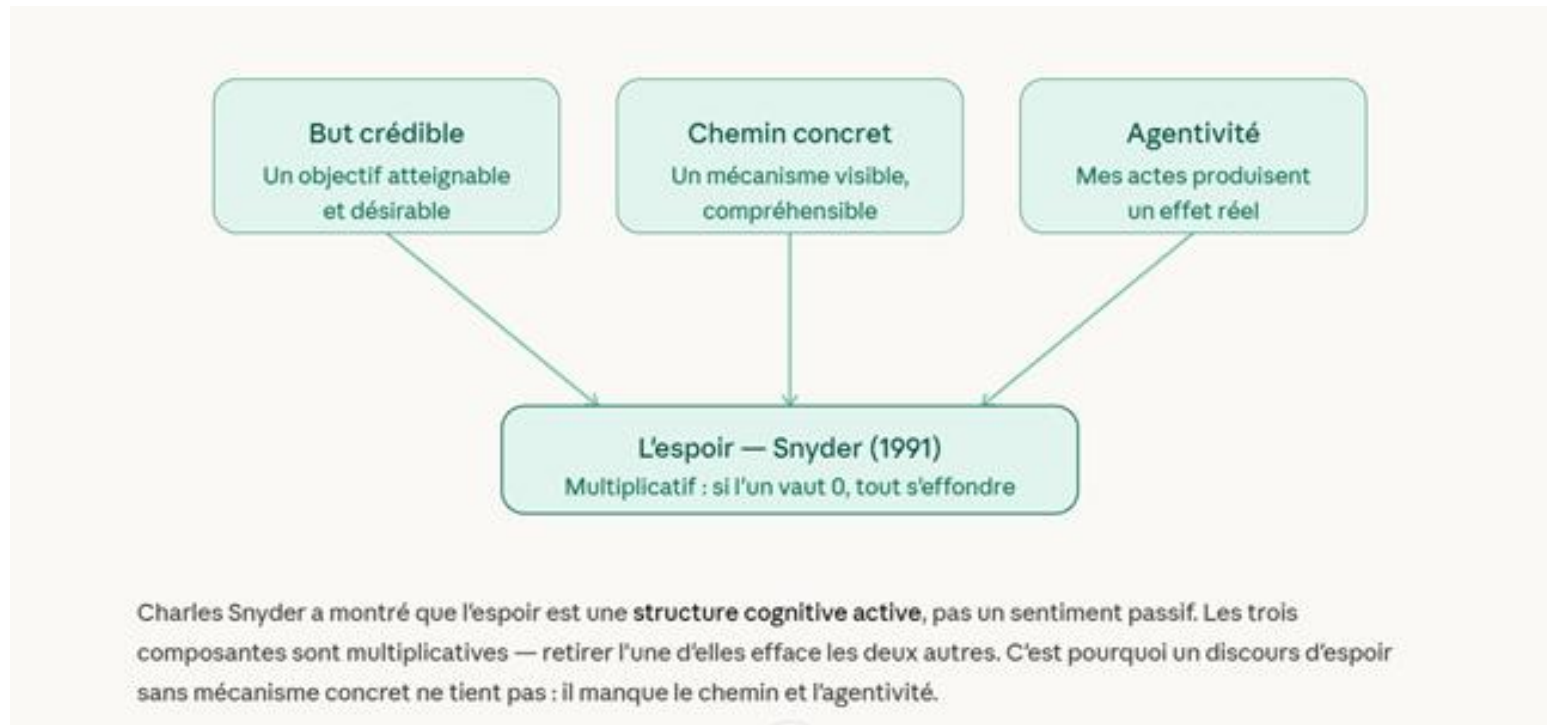 But crédible
Un objectif atteignable
et désirable
Chemin concret
Un mécanisme visible,
compréhensible
Agentivité
Mes actes produisent
un effet réel
L'espoir — Snyder (1991)
Multiplicatif : si l'un vaut 0, tout s'effondre
Charles Snyder a montré que l'espoir est une structure cognitive active, pas un sentiment passif. Les trois
composantes sont multiplicatives — retirer l'une d'elles efface les deux autres. C'est pourquoi un discours d'espoir
sans mécanisme concret ne tient pas : il manque le chemin et l'agentivité.